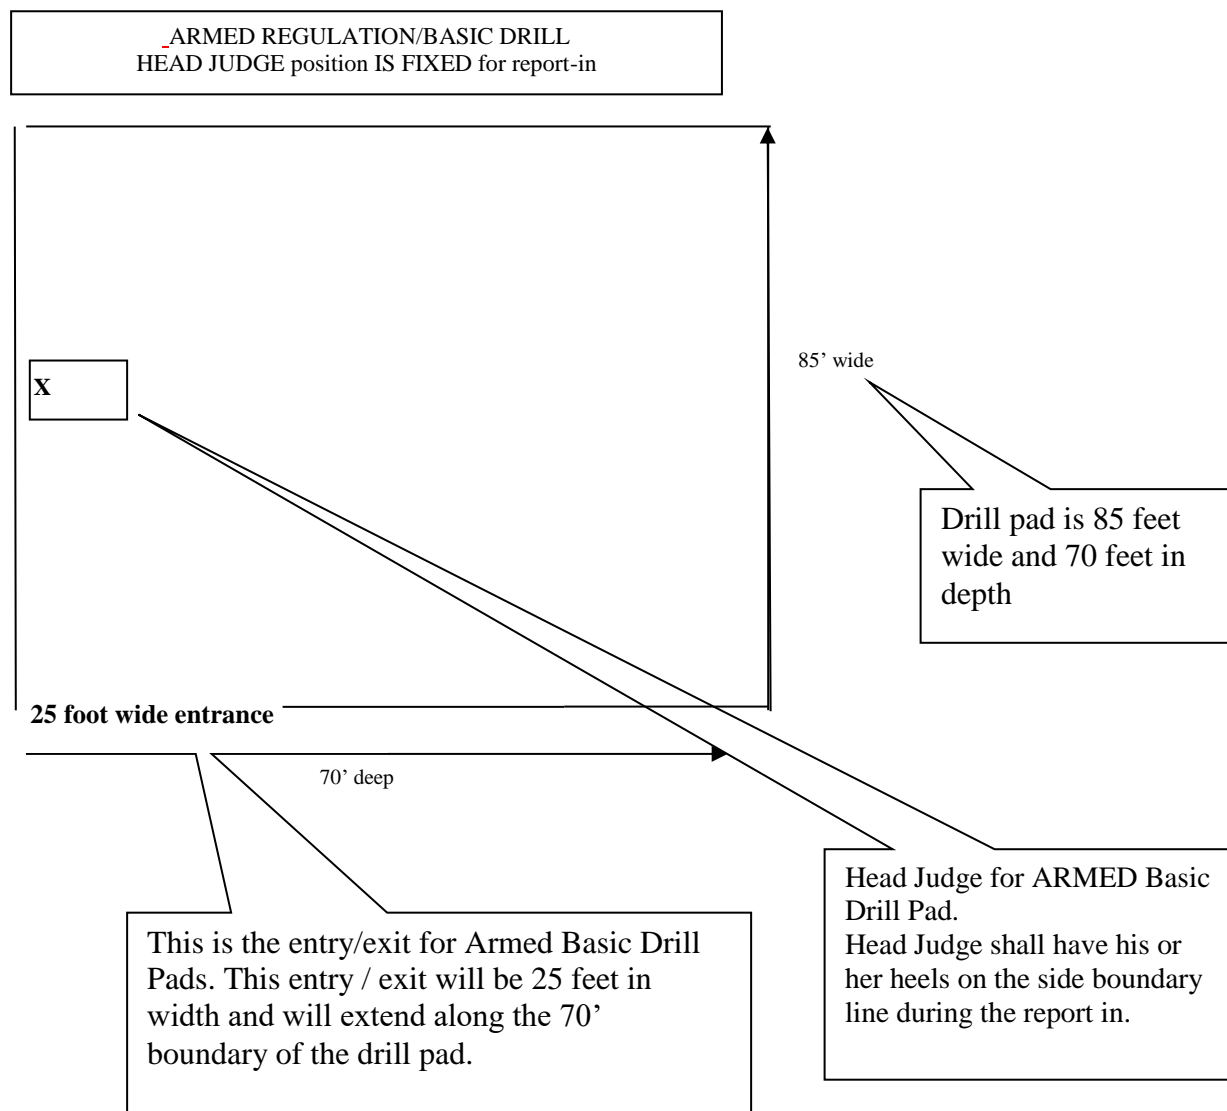 ARMED REGULATION/BASIC DRILL
HEAD JUDGE position IS FIXED for report-in
85’ wide
X
Drill pad is 85 feet
wide and 70 feet in
depth
25 foot wide entrance
70’ deep
Head Judge for ARMED Basic
Drill Pad.
Head Judge shall have his or
her heels on the side boundary
line during the report in.
This is the entry/exit for Armed Basic Drill
Pads. This entry / exit will be 25 feet in
width and will extend along the 70’
boundary of the drill pad.